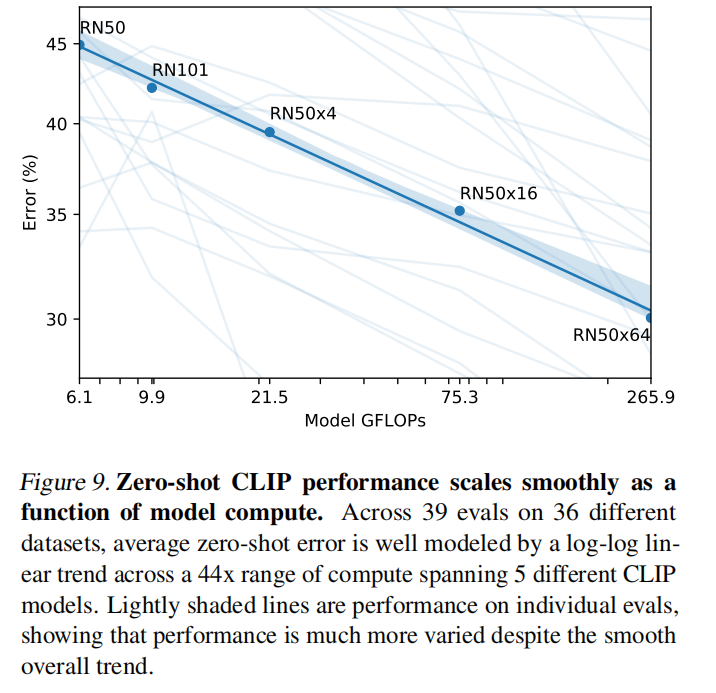 RN50
45
RN101
RN50x4
40
RN50x16
35
30
RN50x64
Error (%)
6.1 9.9 21.5 75.3 265.9
Model GFLOPs
Figure 9. Zero-shot CLIP performance scales smoothly as a
function of model compute. Across 39 evals on 36 different
datasets, average zero-shot error is well modeled by a log-log lin-
ear trend across a 44x range of compute spanning 5 different CLIP
models. Lightly shaded lines are performance on individual evals,
showing that performance is much more varied despite the smooth
overall trend.